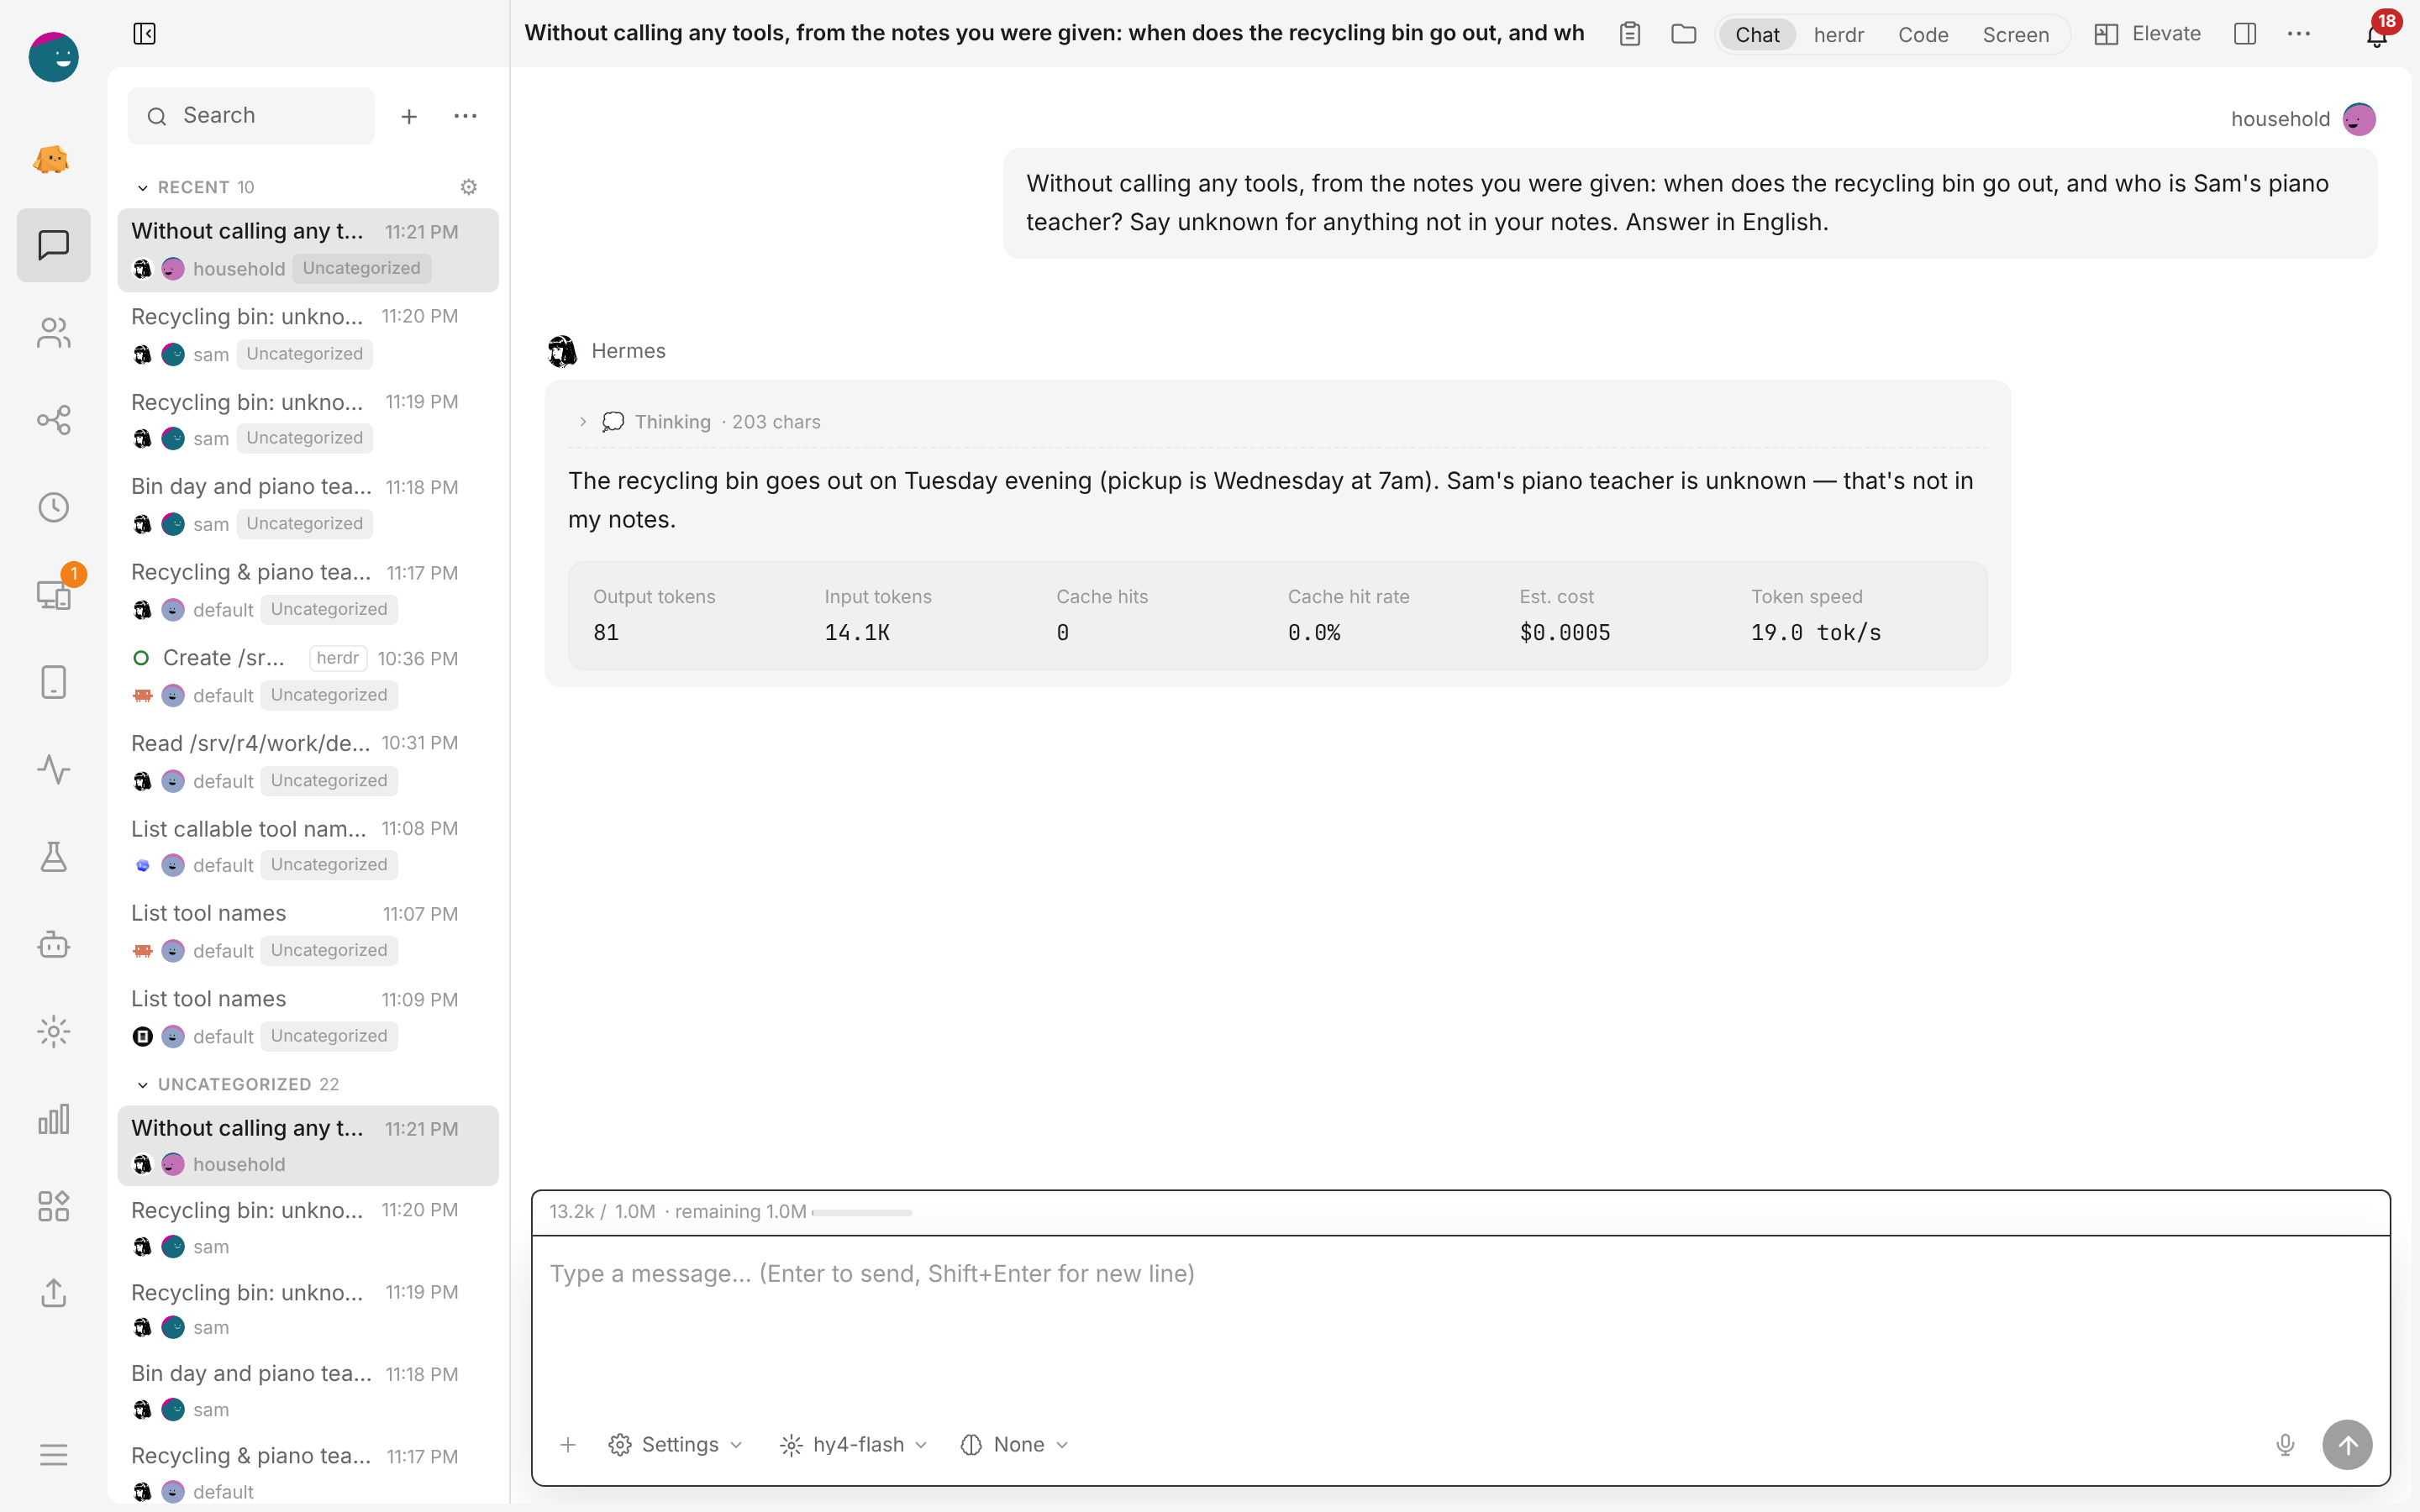 Without calling any tools, from the notes you were given: when does the recycling bin go out, and wh
Chat
herdr
Code
Screen
Elevate
18
Search
RECENT 10
Without calling any t... 11:21 PM
household Uncategorized
Recycling bin: unkno... 11:20 PM
sam Uncategorized
Recycling bin: unkno... 11:19 PM
sam Uncategorized
Bin day and piano tea... 11:18 PM
sam Uncategorized
Recycling & piano tea... 11:17 PM
default Uncategorized
1
Create /sr... herdr 10:36 PM
default Uncategorized
Read /srv/r4/work/de... 10:31 PM
default Uncategorized
List callable tool nam... 11:08 PM
default Uncategorized
List tool names 11:07 PM
default Uncategorized
List tool names 11:09 PM
default Uncategorized
UNCATEGORIZED 22
Without calling any t... 11:21 PM
household
Recycling bin: unkno... 11:20 PM
sam
Recycling bin: unkno... 11:19 PM
sam
Bin day and piano tea... 11:18 PM
sam
Recycling & piano tea... 11:17 PM
default
household
Without calling any tools, from the notes you were given: when does the recycling bin go out, and who is Sam's piano
teacher? Say unknown for anything not in your notes. Answer in English.
Hermes
Thinking · 203 chars
The recycling bin goes out on Tuesday evening (pickup is Wednesday at 7am). Sam's piano teacher is unknown — that's not in
my notes.
Output tokens Input tokens Cache hits Cache hit rate Est. cost Token speed
81 14.1K 0 0.0% $0.0005 19.0 tok/s
13.2k / 1.0M · remaining 1.0M
Type a message... (Enter to send, Shift+Enter for new line)
Settings hy4-flash None